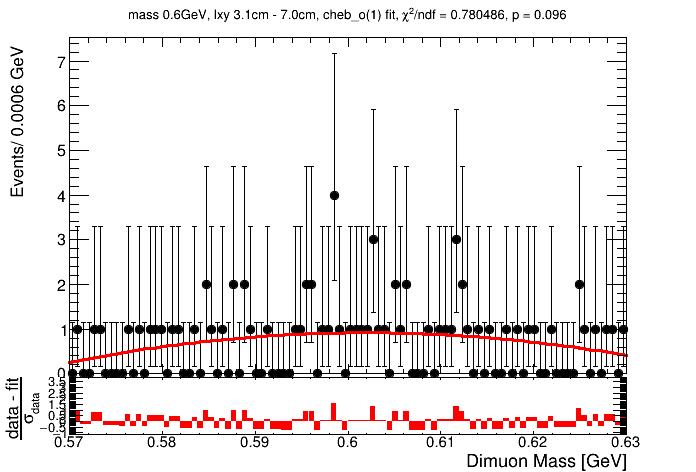 mass 0.6GeV, lxy 3.1cm - 7.0cm, cheb_o(1) fit, χ²/ndf = 0.780486, p = 0.096
Events/ 0.0006 GeV
7
6
5
4
3
2
1
0
data - fit
σdata
3.5
0.57 0.58 0.59 0.6 0.61 0.62 0.63
Dimuon Mass [GeV]